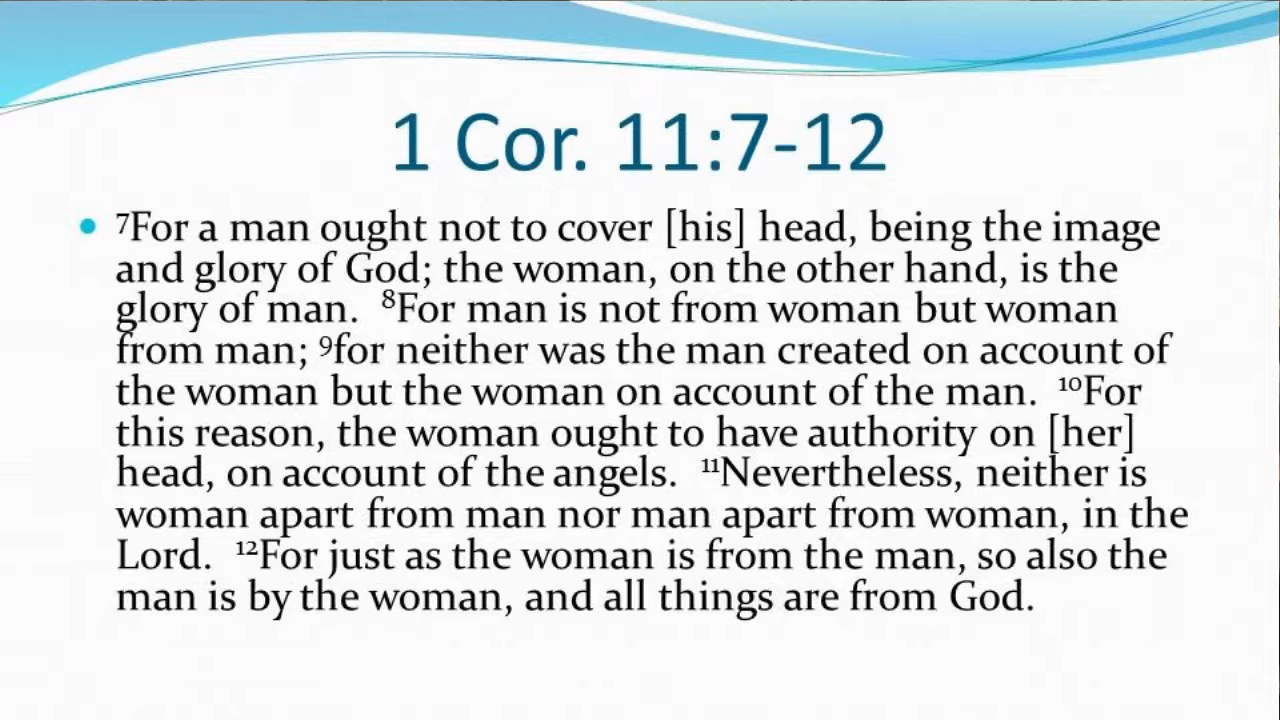 1 Cor. 11:7-12
• ⁷For a man ought not to cover [his] head, being the image
and glory of God; the woman, on the other hand, is the
glory of man. ⁸For man is not from woman but woman
from man; ⁹for neither was the man created on account of
the woman but the woman on account of the man. ¹⁰For
this reason, the woman ought to have authority on [her]
head, on account of the angels. ¹¹Nevertheless, neither is
woman apart from man nor man apart from woman, in the
Lord. ¹²For just as the woman is from the man, so also the
man is by the woman, and all things are from God.